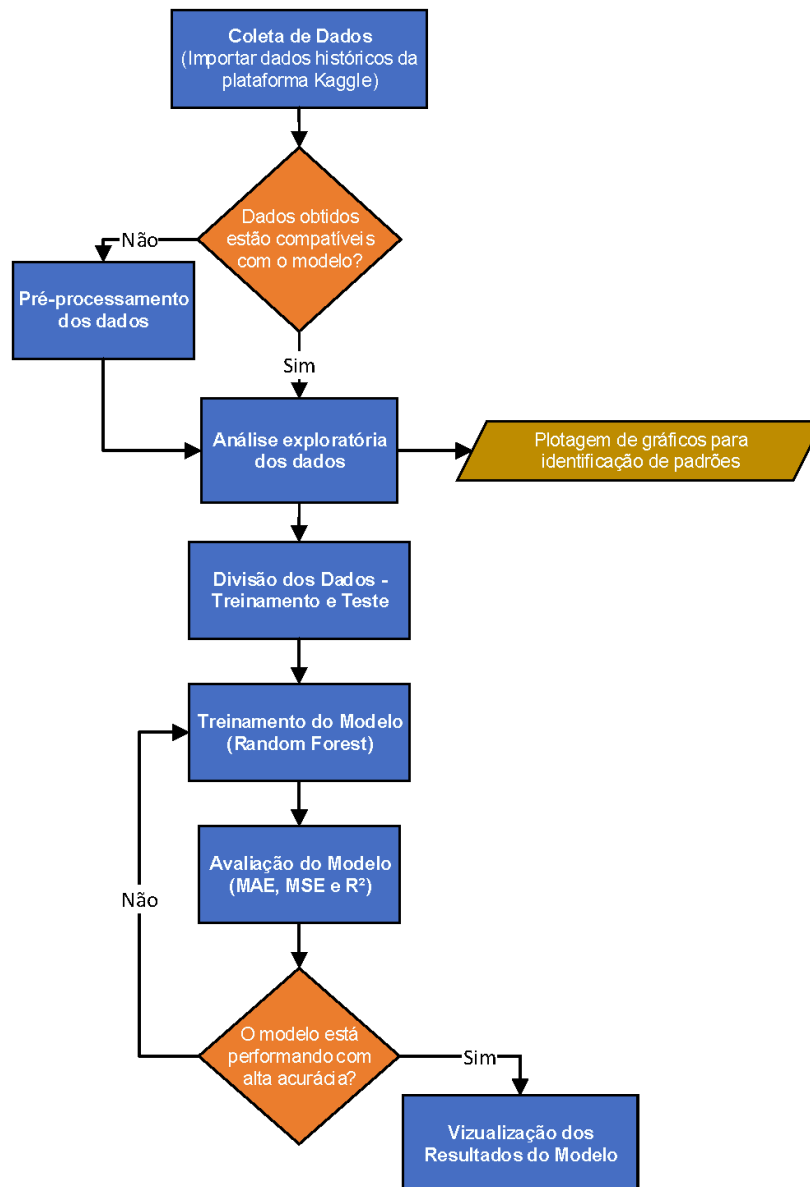 Coleta de Dados
(Importar dados históricos da
plataforma Kaggle)
Dados obtidos
estão compatíveis
com o modelo?
Não
Pré-processamento
dos dados
Sim
Análise exploratória
dos dados
Plotagem de gráficos para
identificação de padrões
Divisão dos Dados -
Treinamento e Teste
Treinamento do Modelo
(Random Forest)
Avaliação do Modelo
(MAE, MSE e R²)
Não
O modelo está
performando com
alta acurácia?
Sim
Vizualização dos
Resultados do Modelo